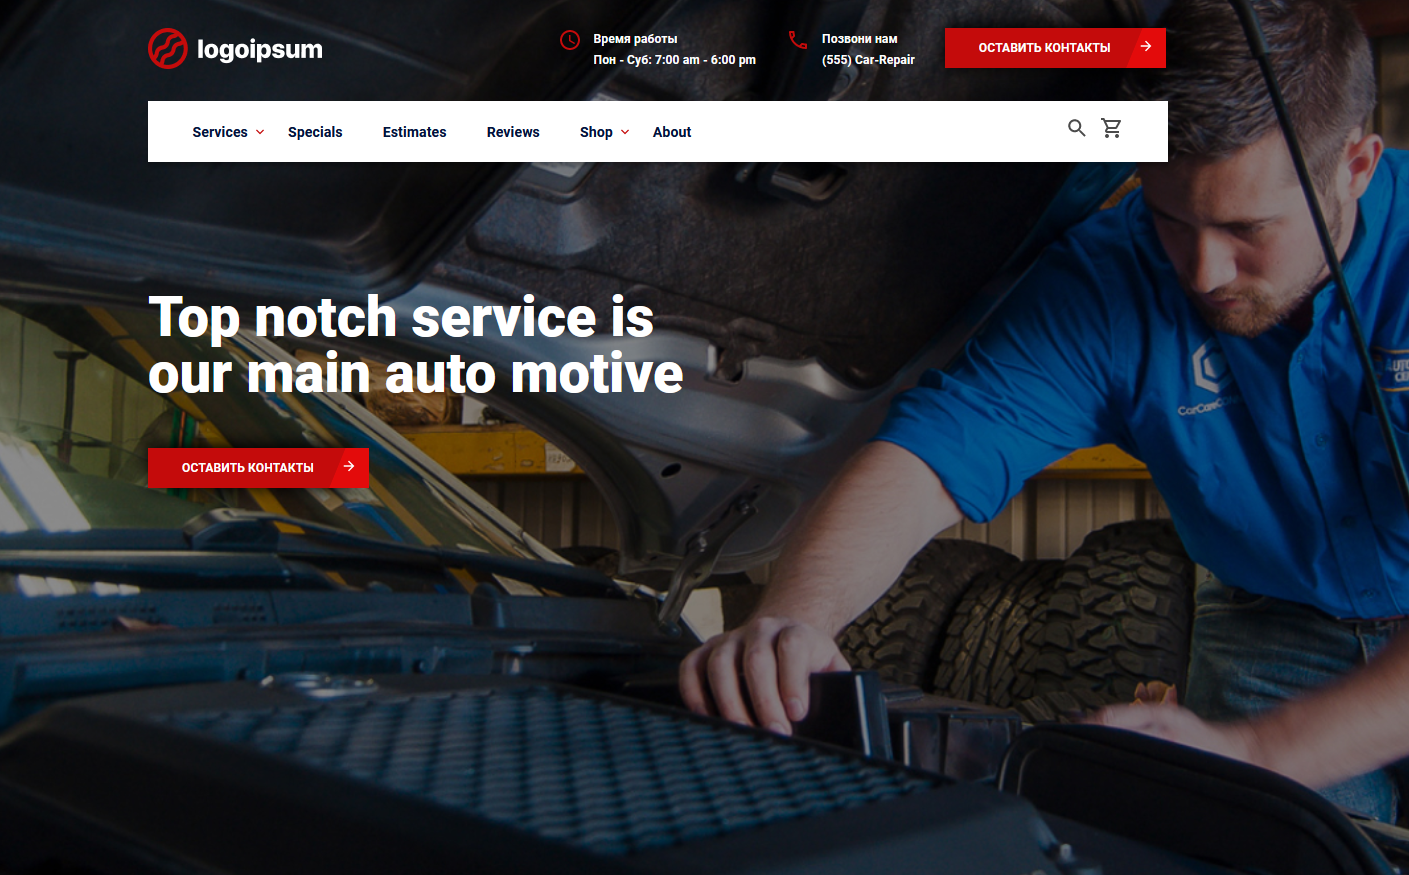 logoipsum
Время работы
Пон - Суб: 7:00 am - 6:00 pm
Позвони нам
(555) Car-Repair
ОСТАВИТЬ КОНТАКТЫ
Services
Specials
Estimates
Reviews
Shop
About
Top notch service is
our main auto motive
ОСТАВИТЬ КОНТАКТЫ